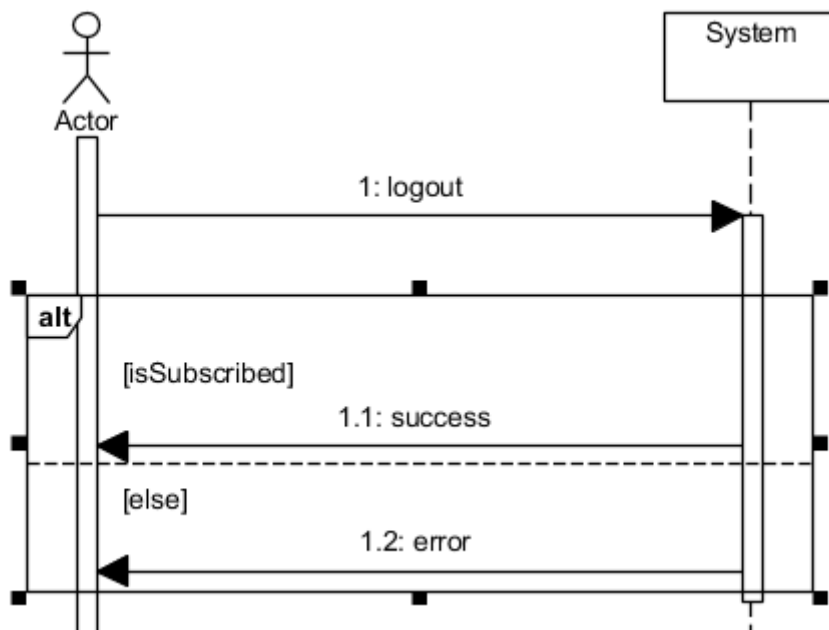 System
Actor
1: logout
alt
[isSubscribed]
1.1: success
[else]
1.2: error